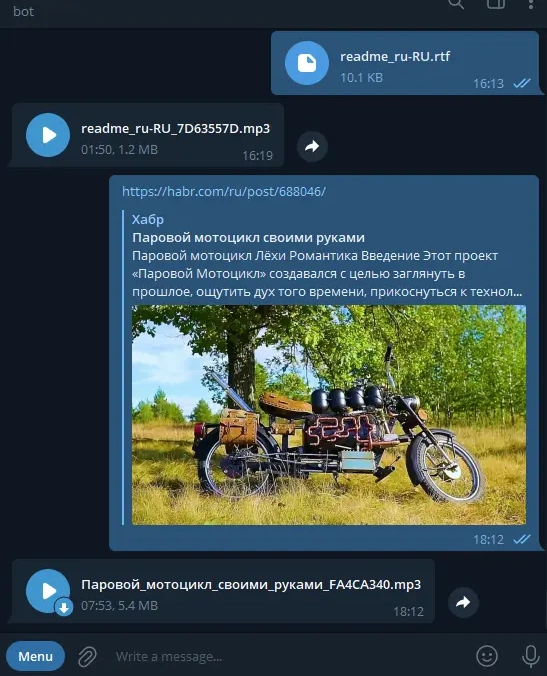 bot
readme_ru-RU.rtf
10.1 KB
16:13
readme_ru-RU_7D63557D.mp3
01:50, 1.2 MB
16:19
https://habr.com/ru/post/688046/
Хабр
Паровой мотоцикл своими руками
Паровой мотоцикл Лёхи Романтика Введение Этот проект
«Паровой Мотоцикл» создавался с целью заглянуть в
прошлое, ощутить дух того времени, прикоснуться к технол...
18:12
Паровой_мотоцикл_своими_руками_FA4CA340.mp3
07:53, 5.4 MB
18:12
Menu
Write a message...